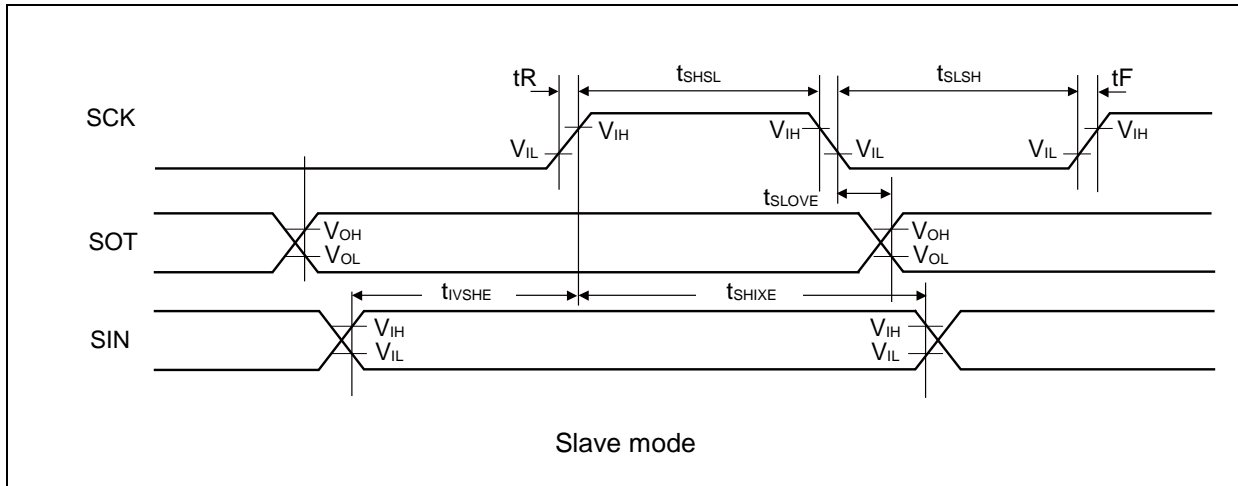 tR tSHSL tSLSH tF
SCK
VIH VIH VIH
VIL VIL VIL
tSLOVE
SOT
VOH VOH
VOL VOL
tIVSHE tSHIXE
SIN
VIH VIH
VIL VIL
Slave mode